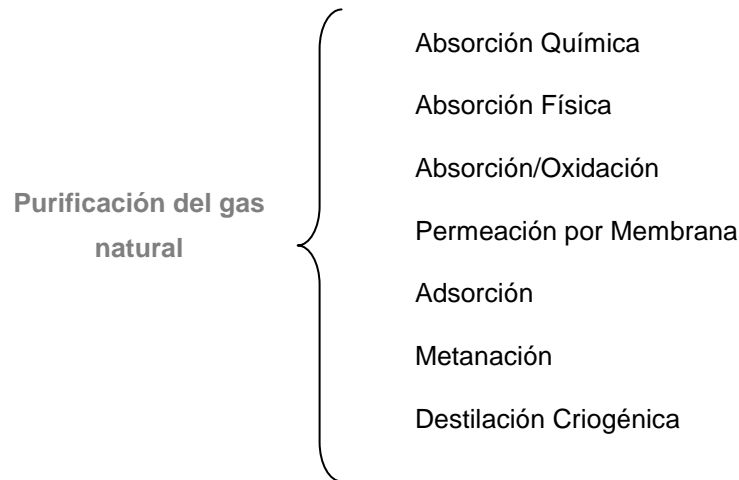 Purificación del gas
natural
Absorción Química
Absorción Física
Absorción/Oxidación
Permeación por Membrana
Adsorción
Metanación
Destilación Criogénica